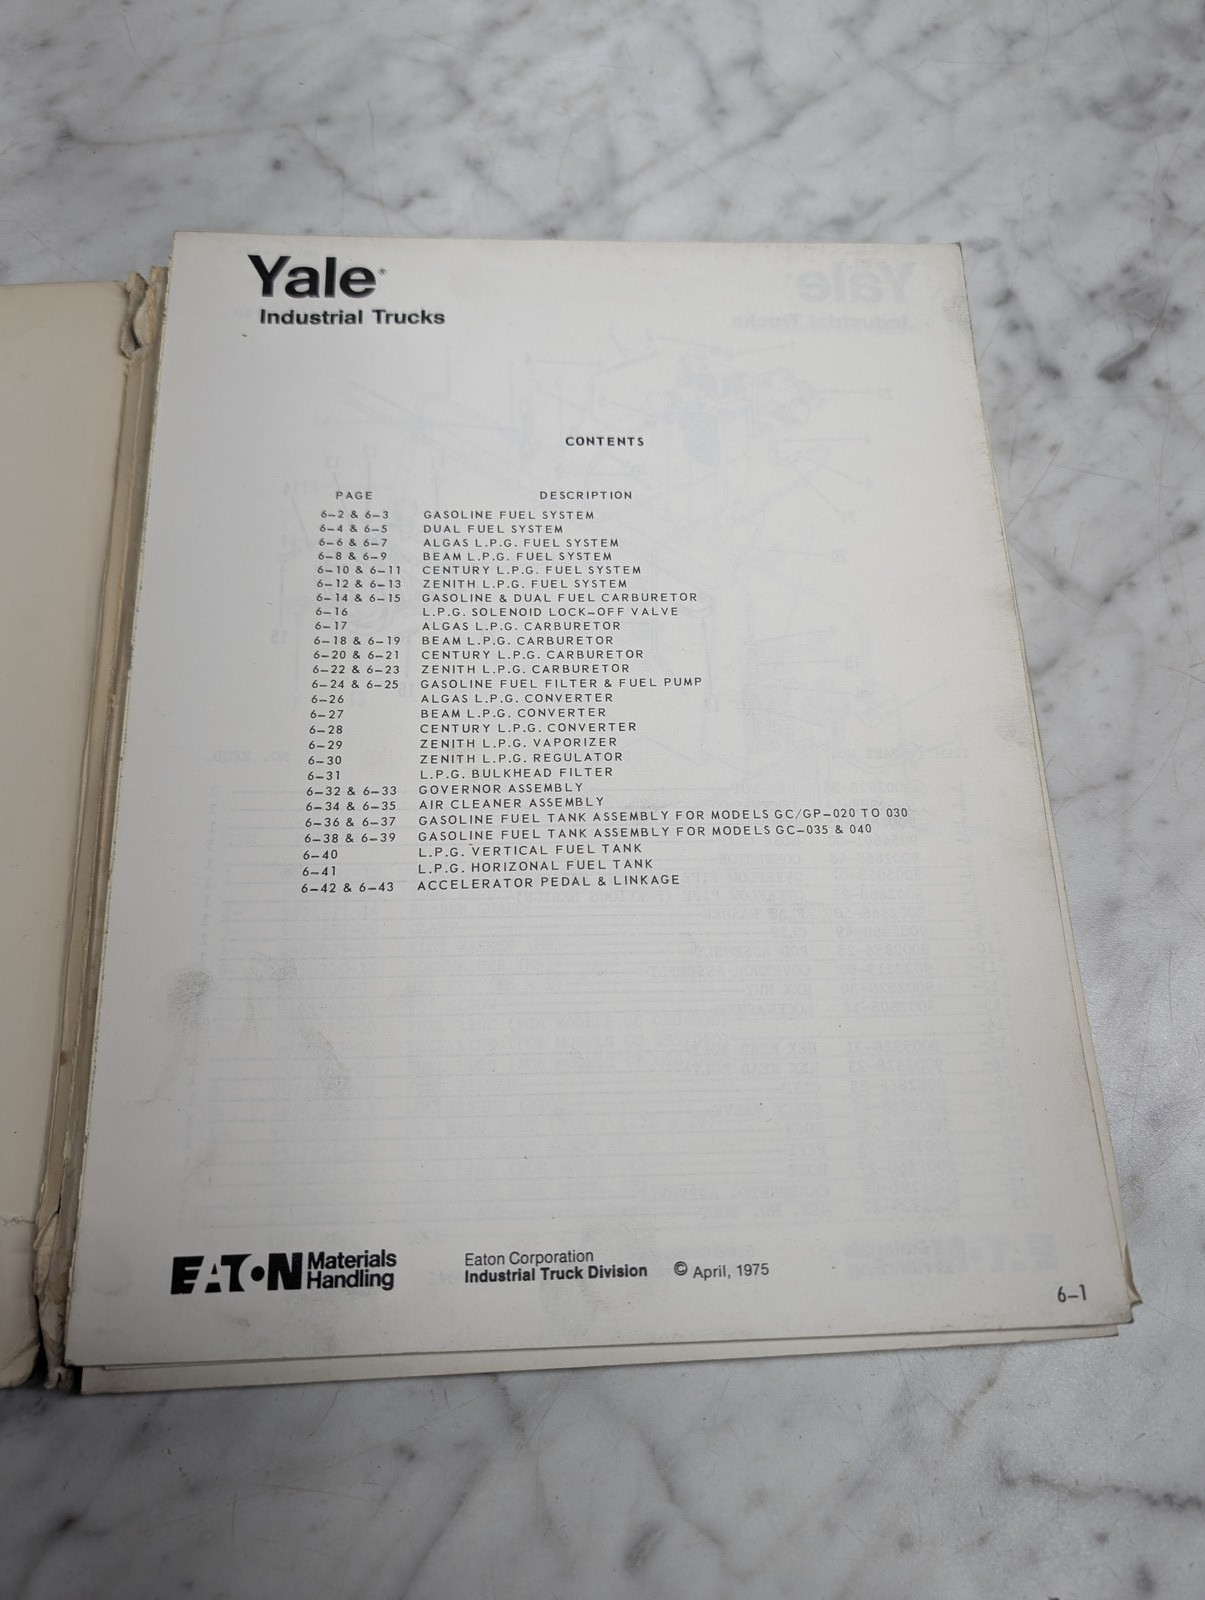 Yale®
Industrial Trucks
CONTENTS
PAGE DESCRIPTION
6-2 & 6-3 GASOLINE FUEL SYSTEM
6-4 & 6-5 DUAL FUEL SYSTEM
6-6 & 6-7 ALGAS L.P.G. FUEL SYSTEM
6-8 & 6-9 BEAM L.P.G. FUEL SYSTEM
6-10 & 6-11 CENTURY L.P.G. FUEL SYSTEM
6-12 & 6-13 ZENITH L.P.G. FUEL SYSTEM
6-14 & 6-15 GASOLINE & DUAL FUEL CARBURETOR
6-16 L.P.G. SOLENOID LOCK-OFF VALVE
6-17 ALGAS L.P.G. CARBURETOR
6-18 & 6-19 BEAM L.P.G. CARBURETOR
6-20 & 6-21 CENTURY L.P.G. CARBURETOR
6-22 & 6-23 ZENITH L.P.G. CARBURETOR
6-24 & 6-25 GASOLINE FUEL FILTER & FUEL PUMP
6-26 ALGAS L.P.G. CONVERTER
6-27 BEAM L.P.G. CONVERTER
6-28 CENTURY L.P.G. CONVERTER
6-29 ZENITH L.P.G. VAPORIZER
6-30 ZENITH L.P.G. REGULATOR
6-31 L.P.G. BULKHEAD FILTER
6-32 & 6-33 GOVERNOR ASSEMBLY
6-34 & 6-35 AIR CLEANER ASSEMBLY
6-36 & 6-37 GASOLINE FUEL TANK ASSEMBLY FOR MODELS GC/GP-020 TO 030
6-38 & 6-39 GASOLINE FUEL TANK ASSEMBLY FOR MODELS GC-035 & 040
6-40 L.P.G. VERTICAL FUEL TANK
6-41 L.P.G. HORIZONAL FUEL TANK
6-42 & 6-43 ACCELERATOR PEDAL & LINKAGE
EATON Materials Handling
Eaton Corporation
Industrial Truck Division © April, 1975
6-1